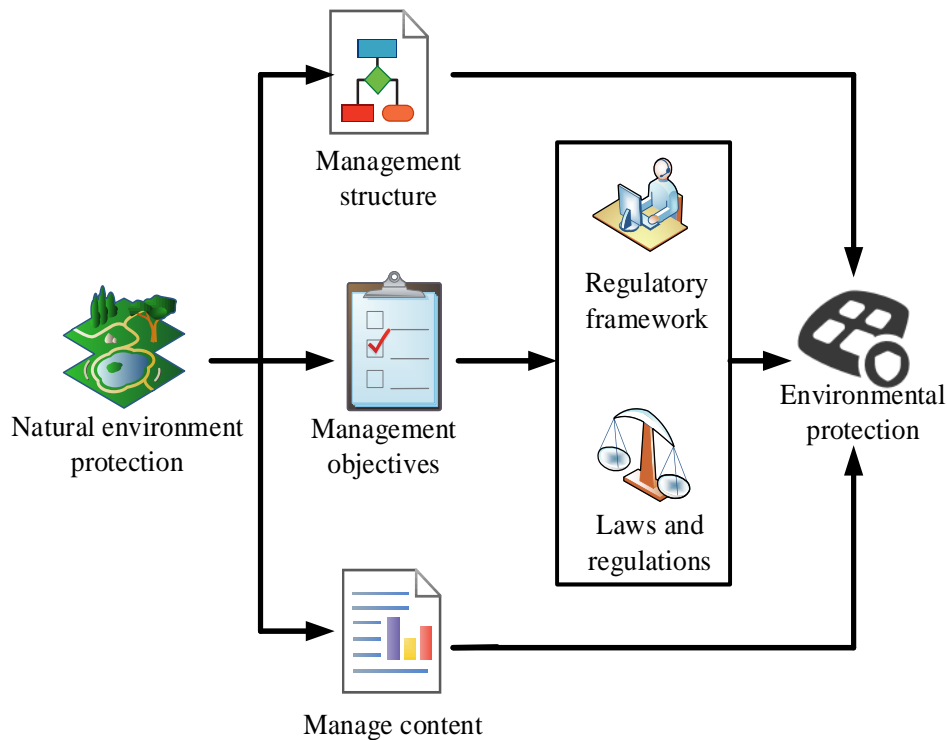 Management
structure
Regulatory
framework
Natural environment
protection
Management
objectives
Environmental
protection
Laws and
regulations
Manage content